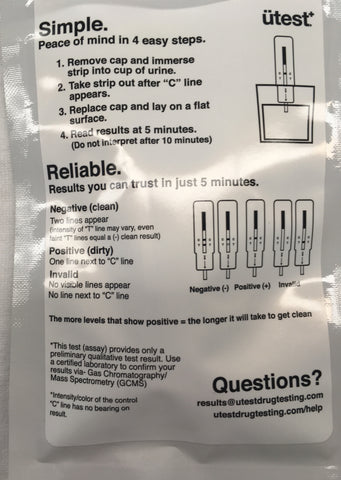 Simple.
ütest+
Peace of mind in 4 easy steps.
1. Remove cap and immerse
strip into cup of urine.
2. Take strip out after "C" line
appears.
3. Replace cap and lay on a flat
surface.
4. Read results at 5 minutes.
(Do not interpret after 10 minutes)
Reliable.
Results you can trust in just 5 minutes.
Negative (clean)
Two lines appear
(intensity of "T" line may vary, even
faint "T" lines equal a (-) clean result)
Positive (dirty)
One line next to "C" line
Invalid
No visible lines appear
No line next to "C" line
Negative (-) Positive (+) Invalid
The more levels that show positive = the longer it will take to get clean
*This test (assay) provides only a
preliminary qualitative test result. Use
a certified laboratory to confirm your
results via- Gas Chromatography/
Mass Spectrometry (GCMS)
*Intensity/color of the control
"C" line has no bearing on
result.
Questions?
results@utestdrugtesting.com
utestdrugtesting.com/help